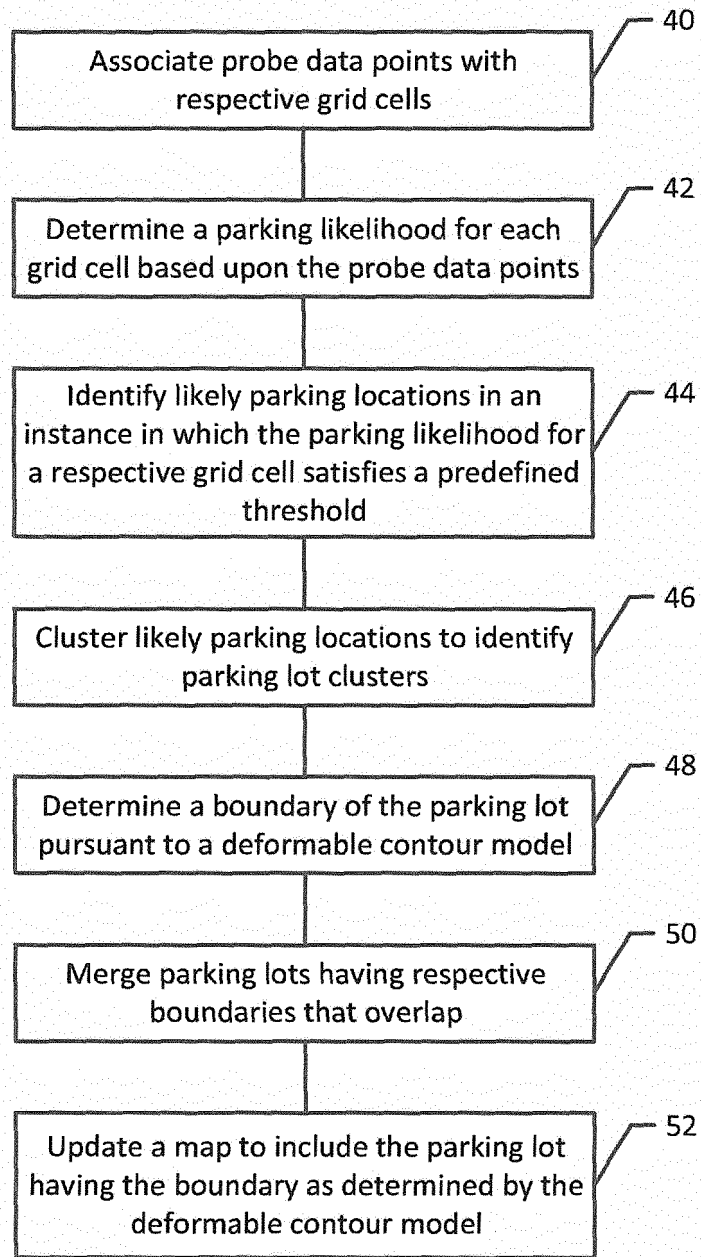 40
Associate probe data points with
respective grid cells
42
Determine a parking likelihood for each
grid cell based upon the probe data points
44
Identify likely parking locations in an
instance in which the parking likelihood for
a respective grid cell satisfies a predefined
threshold
46
Cluster likely parking locations to identify
parking lot clusters
48
Determine a boundary of the parking lot
pursuant to a deformable contour model
50
Merge parking lots having respective
boundaries that overlap
52
Update a map to include the parking lot
having the boundary as determined by the
deformable contour model